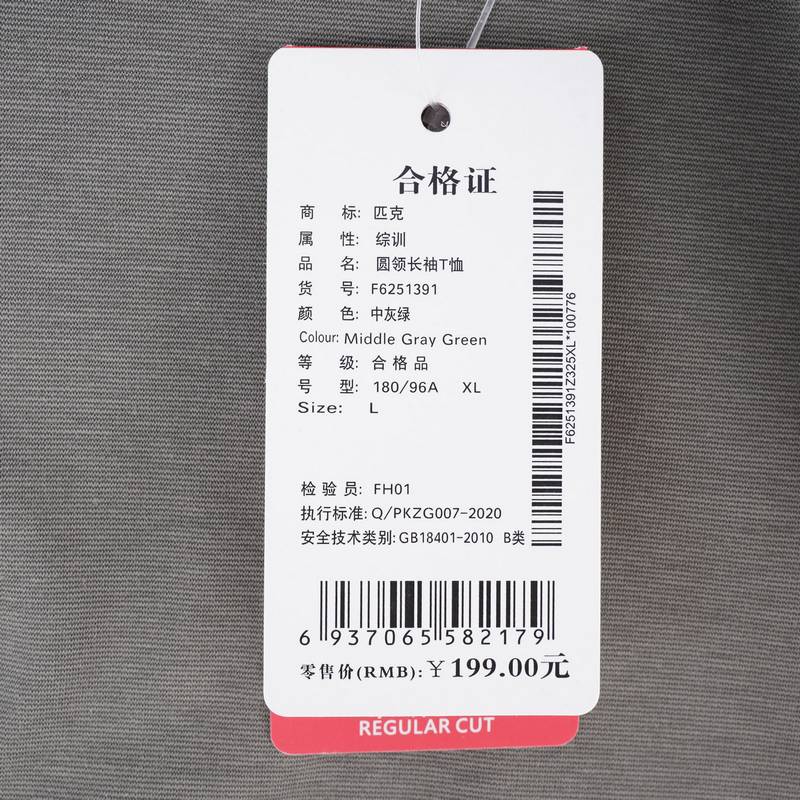 合格证
商 标: 匹克
属 性: 综训
品 名: 圆领长袖T恤
货 号: F6251391
颜 色: 中灰绿
Colour: Middle Gray Green
等 级: 合格品
号 型: 180/96A XL
Size: L
检 验 员: FH01
执行标准: Q/PKZG007-2020
安全技术类别: GB18401-2010 B类
F6251391Z325XL*100776
6 937065 582179
零售价(RMB): ¥ 199.00元
REGULAR CUT